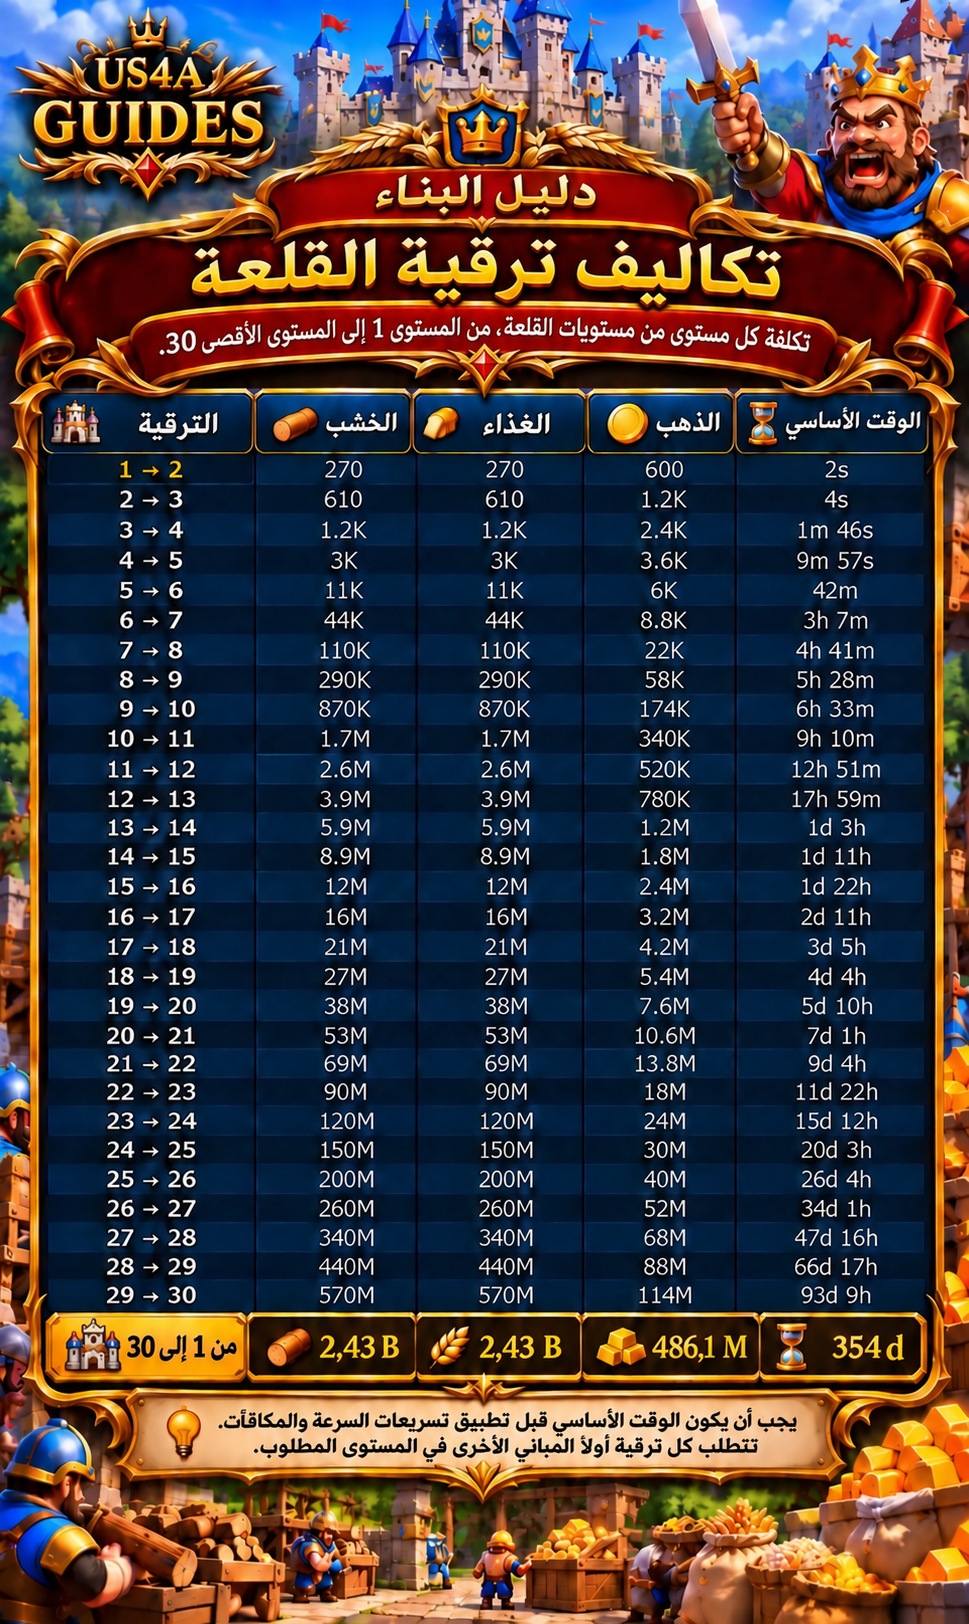 US4A
GUIDES
دليل البناء
تكاليف ترقية القلعة
تكلفة كل مستوى من مستويات القلعة، من المستوى 1 إلى المستوى الأقصى 30.
الترقية الخشب الغذاء الذهب الوقت الأساسي
1 → 2 270 270 600 2s
2 → 3 610 610 1.2K 4s
3 → 4 1.2K 1.2K 2.4K 1m 46s
4 → 5 3K 3K 3.6K 9m 57s
5 → 6 11K 11K 6K 42m
6 → 7 44K 44K 8.8K 3h 7m
7 → 8 110K 110K 22K 4h 41m
8 → 9 290K 290K 58K 5h 28m
9 → 10 870K 870K 174K 6h 33m
10 → 11 1.7M 1.7M 340K 9h 10m
11 → 12 2.6M 2.6M 520K 12h 51m
12 → 13 3.9M 3.9M 780K 17h 59m
13 → 14 5.9M 5.9M 1.2M 1d 3h
14 → 15 8.9M 8.9M 1.8M 1d 11h
15 → 16 12M 12M 2.4M 1d 22h
16 → 17 16M 16M 3.2M 2d 11h
17 → 18 21M 21M 4.2M 3d 5h
18 → 19 27M 27M 5.4M 4d 4h
19 → 20 38M 38M 7.6M 5d 10h
20 → 21 53M 53M 10.6M 7d 1h
21 → 22 69M 69M 13.8M 9d 4h
22 → 23 90M 90M 18M 11d 22h
23 → 24 120M 120M 24M 15d 12h
24 → 25 150M 150M 30M 20d 3h
25 → 26 200M 200M 40M 26d 4h
26 → 27 260M 260M 52M 34d 1h
27 → 28 340M 340M 68M 47d 16h
28 → 29 440M 440M 88M 66d 17h
29 → 30 570M 570M 114M 93d 9h
من 1 إلى 30 2,43 B 2,43 B 486,1 M 354 d
يجب أن يكون الوقت الأساسي قبل تطبيق تسريعات السرعة والمكاقآت.
تتطلب كل ترقية أولاً المباني الأخرى في المستوى المطلوب.